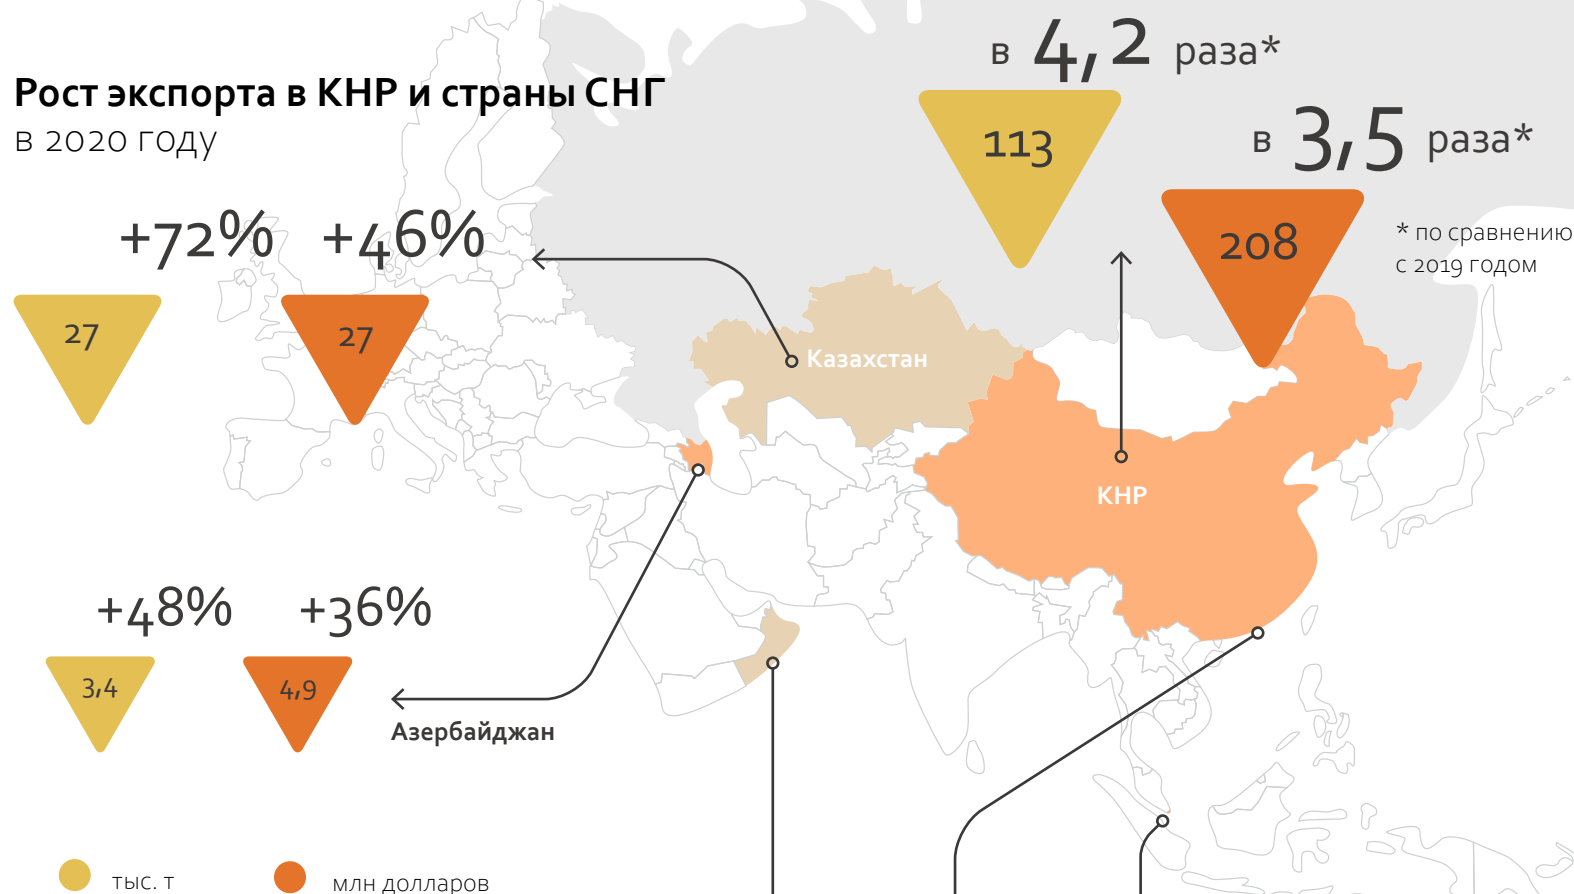 Рост экспорта в КНР и страны СНГ
в 2020 году
в 4,2 раза*
113
в 3,5 раза*
208
* по сравнению
с 2019 годом
+72% +46%
27 27
Казахстан
КНР
+48% +36%
3,4 4,9
Азербайджан
тыс. т млн долларов